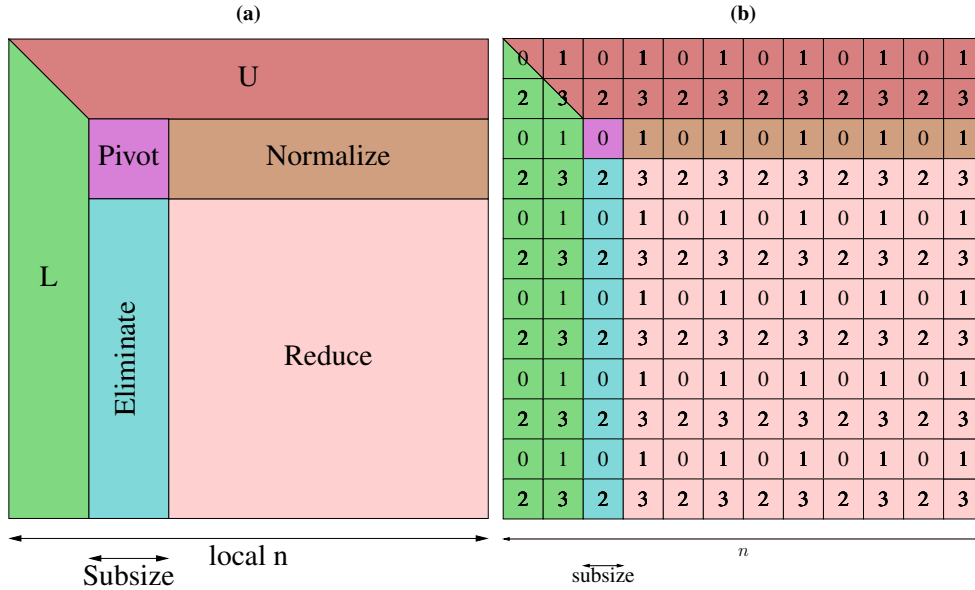 (a) (b)
U
Pivot Normalize
L
Eliminate
Reduce
local n
Subsize
0 1 0 1 0 1 0 1 0 1 0 1
2 3 2 3 2 3 2 3 2 3 2 3
0 1 0 1 0 1 0 1 0 1 0 1
2 3 2 3 2 3 2 3 2 3 2 3
0 1 0 1 0 1 0 1 0 1 0 1
2 3 2 3 2 3 2 3 2 3 2 3
0 1 0 1 0 1 0 1 0 1 0 1
2 3 2 3 2 3 2 3 2 3 2 3
0 1 0 1 0 1 0 1 0 1 0 1
2 3 2 3 2 3 2 3 2 3 2 3
0 1 0 1 0 1 0 1 0 1 0 1
2 3 2 3 2 3 2 3 2 3 2 3
n
subsize